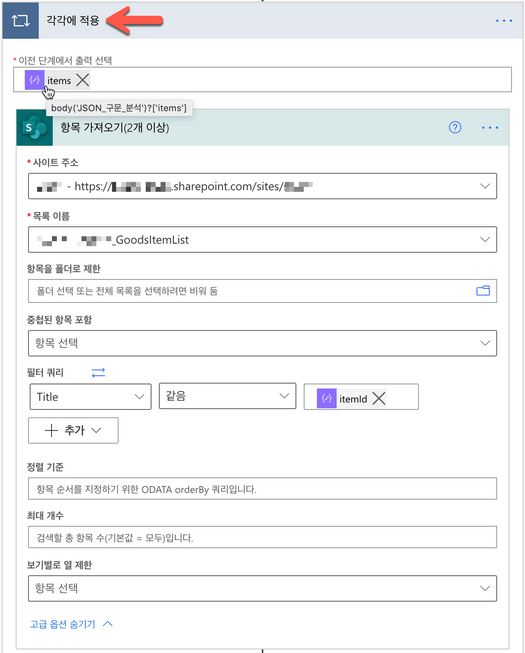 각각에 적용
* 이전 단계에서 출력 선택
items
body('JSON_구문_분석')?['items']
항목 가져오기(2개 이상)
* 사이트 주소
- https:// .sharepoint.com/sites/
* 목록 이름
_GoodsItemList
항목을 폴더로 제한
폴더 선택 또는 전체 목록을 선택하려면 비워 둠
중첩된 항목 포함
항목 선택
필터 쿼리
Title 같음 itemId
추가
정렬 기준
항목 순서를 지정하기 위한 ODATA orderBy 쿼리입니다.
최대 개수
검색할 총 항목 수(기본값 = 모두)입니다.
보기별로 열 제한
항목 선택
고급 옵션 숨기기